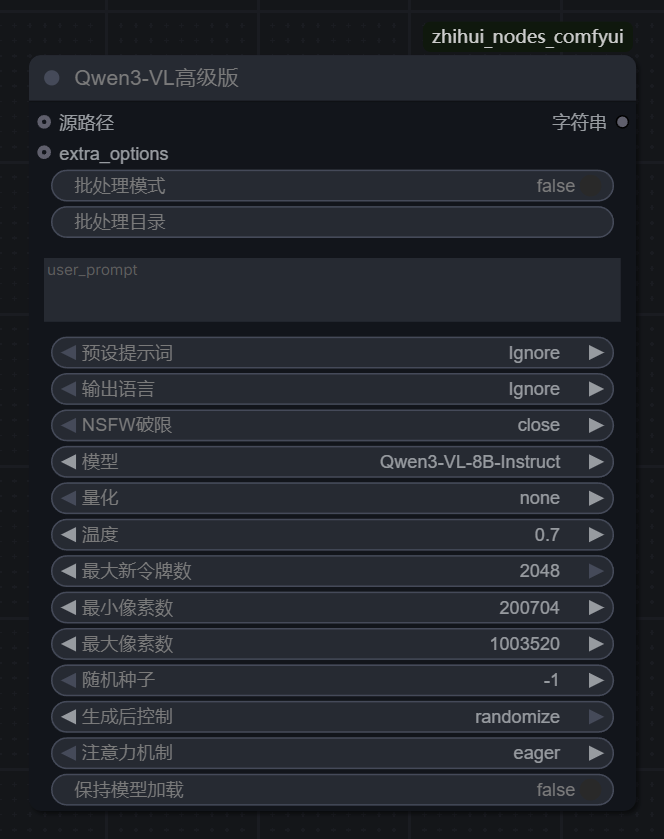 zhihui_nodes_comfyui
Qwen3-VL高级版
源路径 字符串
extra_options
批处理模式 false
批处理目录
user_prompt
预设提示词 Ignore
输出语言 Ignore
NSFW破限 close
模型 Qwen3-VL-8B-Instruct
量化 none
温度 0.7
最大新令牌数 2048
最小像素数 200704
最大像素数 1003520
随机种子 -1
生成后控制 randomize
注意力机制 eager
保持模型加载 false